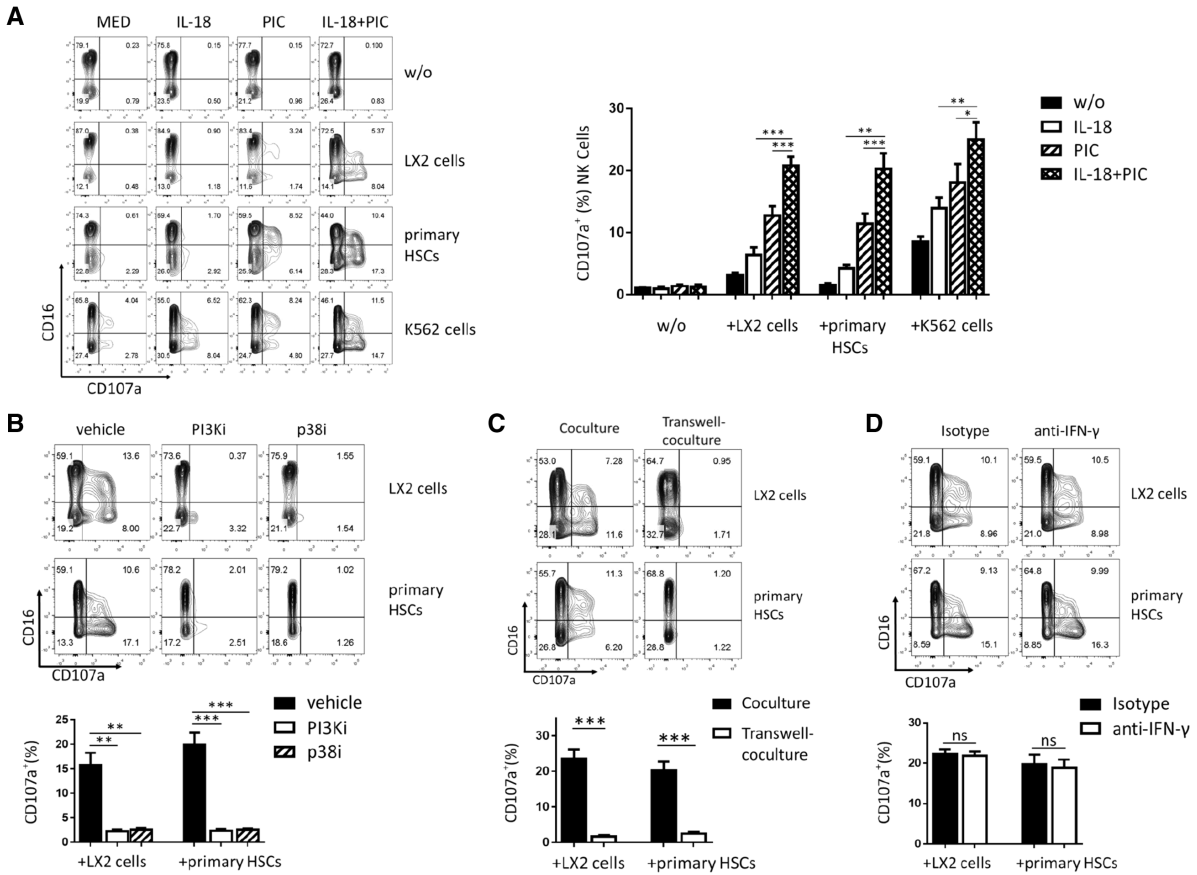 A
MED IL-18 PIC IL-18+PIC
79.1 0.23 75.8 0.15 77.7 0.15 72.7 0.100
w/o
19.9 0.79 23.5 0.50 21.2 0.96 26.4 0.83
87.0 0.38 84.9 0.90 83.4 3.24 72.5 5.37
LX2 cells
12.1 0.48 13.0 1.18 11.6 1.74 14.1 8.04
74.3 0.61 69.4 1.70 59.5 8.52 44.0 10.4
primary
HSCs
22.8 2.29 26.0 2.92 25.9 6.14 28.3 17.3
65.8 4.04 55.0 6.52 62.3 8.24 46.1 11.5
K562 cells
27.4 2.78 30.5 8.04 24.7 4.80 27.7 14.7
CD16
CD107a
CD107a+ (%) NK Cells
30
20
10
0
*** *** ** *** ** *
w/o +LX2 cells +primary HSCs +K562 cells
w/o
IL-18
PIC
IL-18+PIC
B
vehicle PI3Ki p38i
59.1 13.6 73.6 0.37 75.9 1.55
LX2 cells
19.2 8.00 22.7 3.32 21.1 1.54
59.1 10.6 78.2 2.01 79.2 1.02
primary
HSCs
13.3 17.1 17.2 2.51 18.6 1.26
CD16
CD107a
vehicle
PI3Ki
p38i
CD107a+(%)
25
20
15
10
5
0
** ** *** ***
+LX2 cells +primary HSCs
C
Coculture Transwell-
coculture
53.0 7.28 64.7 0.95
LX2 cells
28.1 11.6 32.7 1.71
55.7 11.3 68.8 1.20
primary
HSCs
26.8 6.20 28.8 1.22
CD16
CD107a
Coculture
Transwell-
coculture
CD107a+(%)
30
20
10
0
*** ***
+LX2 cells +primary HSCs
D
Isotype anti-IFN-γ
59.1 10.1 59.5 10.5
LX2 cells
21.8 8.96 21.0 8.98
67.2 9.13 64.8 9.99
primary
HSCs
8.59 15.1 8.85 16.3
CD16
CD107a
Isotype
anti-IFN-γ
CD107a+(%)
30
20
10
0
ns ns
+LX2 cells +primary HSCs